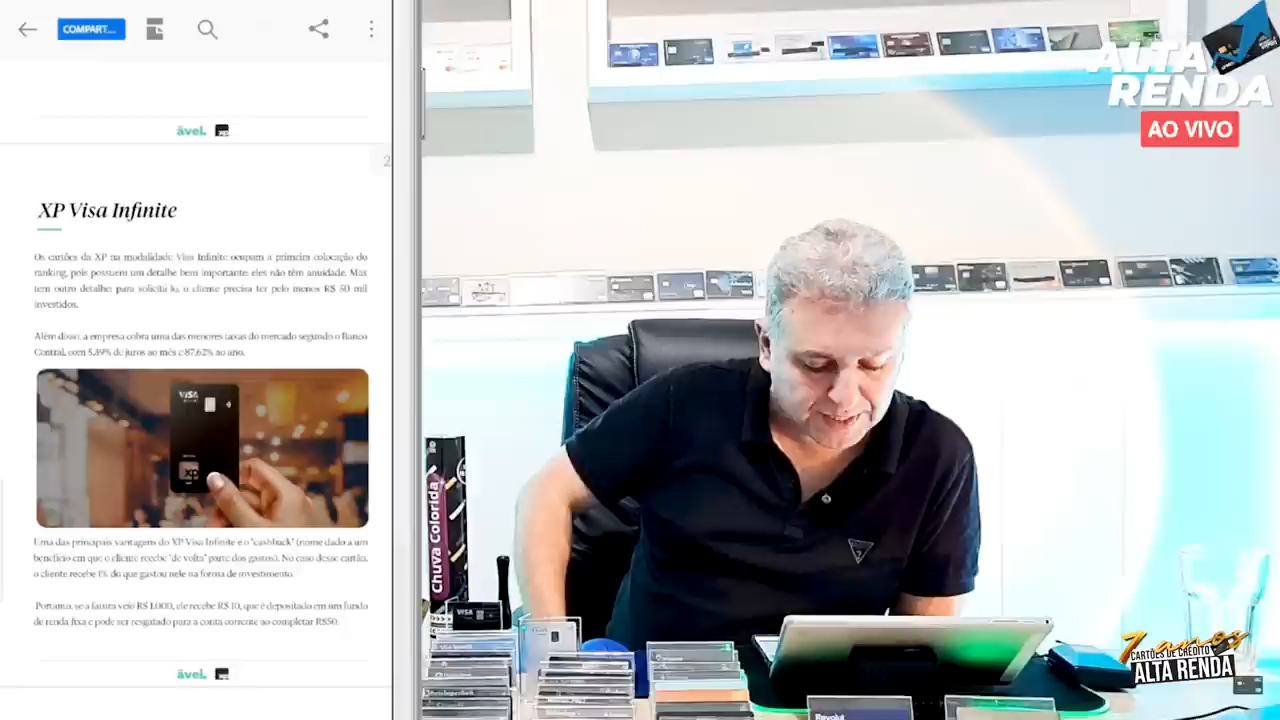 COMPART....
ável.
2
XP Visa Infinite
Os cartões da XP na modalidade Visa Infinite ocupam a primeira colocação do
ranking, pois possuem um detalhe bem importante: eles não têm anuidade. Mas
tem outro detalhe: para solicitá-lo, o cliente precisa ter pelo menos R$ 50 mil
investidos.
Além disso, a empresa cobra uma das menores taxas do mercado segundo o Banco
Central, com 5,39% de juros ao mês e 87,62% ao ano.
VISA
XP
Uma das principais vantagens do XP Visa Infinite é o "cashback" (nome dado a um
benefício em que o cliente recebe "de volta" parte dos gastos). No caso desse cartão,
o cliente recebe 1% do que gastou nele na forma de investimento.
Portanto, se a fatura veio R$ 1.000, ele recebe R$ 10, que é depositado em um fundo
de renda fixa e pode ser resgatado para a conta corrente ao completar R$50.
ável.
ALTA
RENDA
AO VIVO
Chuva Colorida
VISA
Revolut
7 anos
CARTÕES DE CRÉDITO
ALTA RENDA